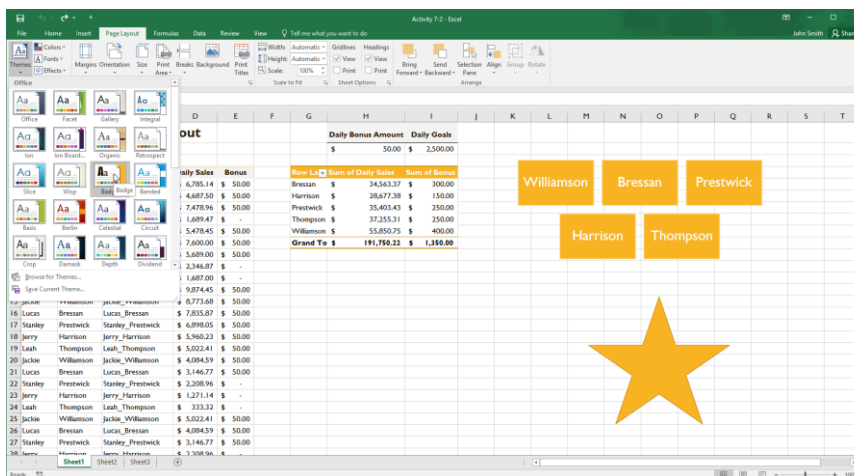 Activity 7-2 - Excel
File Home Insert Page Layout Formulas Data Review View Tell me what you want to do John Smith Share
Themes Colors Fonts Effects Margins Orientation Size Print Area Breaks Background Print Titles
Width: Automatic Height: Automatic Scale: 100%
Gridlines View Print Headings View Print
Bring Forward Send Backward Selection Pane Align Group Rotate
Scale to Fit Sheet Options Arrange
Office
Office Facet Gallery Integral
Ion Ion Board... Organic Retrospect
Slice Wisp Badge Banded
Basis Berlin Celestial Circuit
Crop Damask Depth Dividend
Browse for Themes...
Save Current Theme...
D E F G H I J K L M N O P Q R S T
out Daily Bonus Amount Daily Goals
$ 50.00 $ 2,500.00
Daily Sales Bonus Sum of Daily Sales Sum of Bonus
6,785.14 $ 50.00 Bressan $ 34,563.37 $ 300.00
4,687.50 $ 50.00 Harrison $ 28,677.38 $ 150.00
7,478.96 $ 50.00 Prestwick $ 35,403.43 $ 250.00
1,689.47 $ - Thompson $ 37,255.31 $ 250.00
5,478.45 $ 50.00 Williamson $ 55,850.75 $ 400.00
7,600.00 $ 50.00 Grand To $ 191,750.22 $ 1,350.00
5,689.00 $ 50.00
2,346.87 $ -
1,687.00 $ -
9,874.45 $ 50.00
15 Jackie Williamson Jackie_Williamson $ 8,773.68 $ 50.00
16 Lucas Bressan Lucas_Bressan $ 7,835.87 $ 50.00
17 Stanley Prestwick Stanley_Prestwick $ 6,898.05 $ 50.00
18 Jerry Harrison Jerry_Harrison $ 5,960.23 $ 50.00
19 Leah Thompson Leah_Thompson $ 5,022.41 $ 50.00
20 Jackie Williamson Jackie_Williamson $ 4,084.59 $ 50.00
21 Lucas Bressan Lucas_Bressan $ 3,146.77 $ 50.00
22 Stanley Prestwick Stanley_Prestwick $ 2,208.96 $ -
23 Jerry Harrison Jerry_Harrison $ 1,271.14 $ -
24 Leah Thompson Leah_Thompson $ 333.32 $ -
25 Jackie Williamson Jackie_Williamson $ 5,022.41 $ 50.00
26 Lucas Bressan Lucas_Bressan $ 4,084.59 $ 50.00
27 Stanley Prestwick Stanley_Prestwick $ 3,146.77 $ 50.00
28 Jerry Harrison Jerry_Harrison $ 2,208.96 $ -
Williamson Bressan Prestwick
Harrison Thompson
Sheet1 Sheet2 Sheet3
Ready